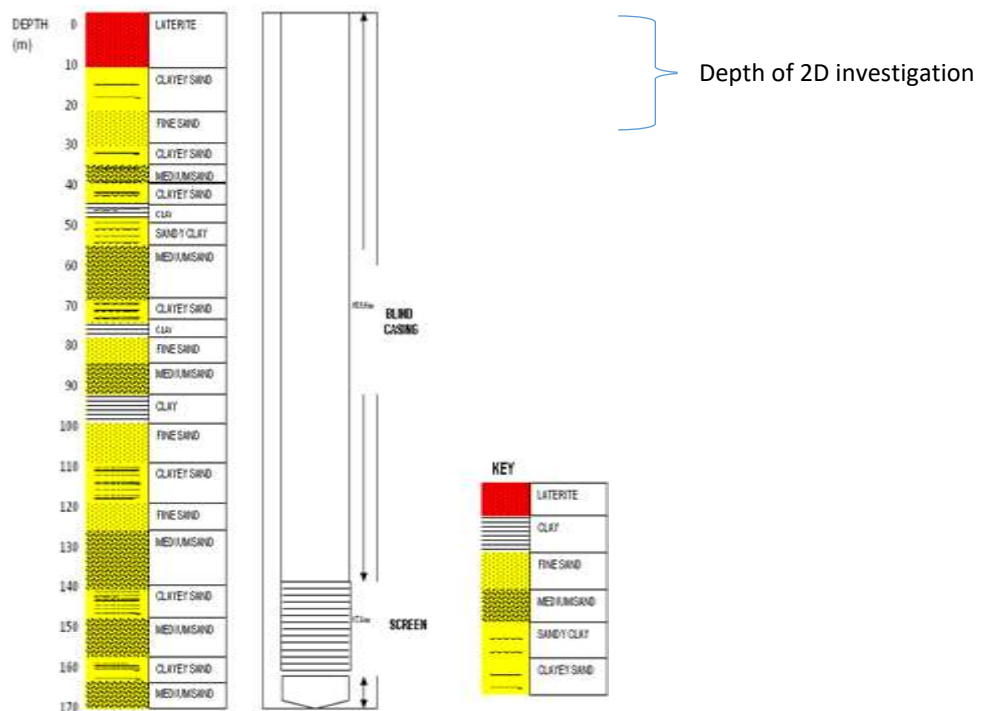 DEPTH
(m)
0
10
20
30
40
50
60
70
80
90
100
110
120
130
140
150
160
170
LATERITE
CLAYEY SAND
FINE SAND
CLAYEY SAND
MEDIUMSAND
CLAYEY SAND
CLAY
SANDY CLAY
MEDIUMSAND
CLAYEY SAND
CLAY
FINE SAND
MEDIUMSAND
CLAY
FINE SAND
CLAYEY SAND
FINE SAND
MEDIUMSAND
CLAYEY SAND
MEDIUMSAND
CLAYEY SAND
MEDIUMSAND
BLIND
CASING
SCREEN
Depth of 2D investigation
KEY
LATERITE
CLAY
FINE SAND
MEDIUMSAND
SANDY CLAY
CLAYEY SAND